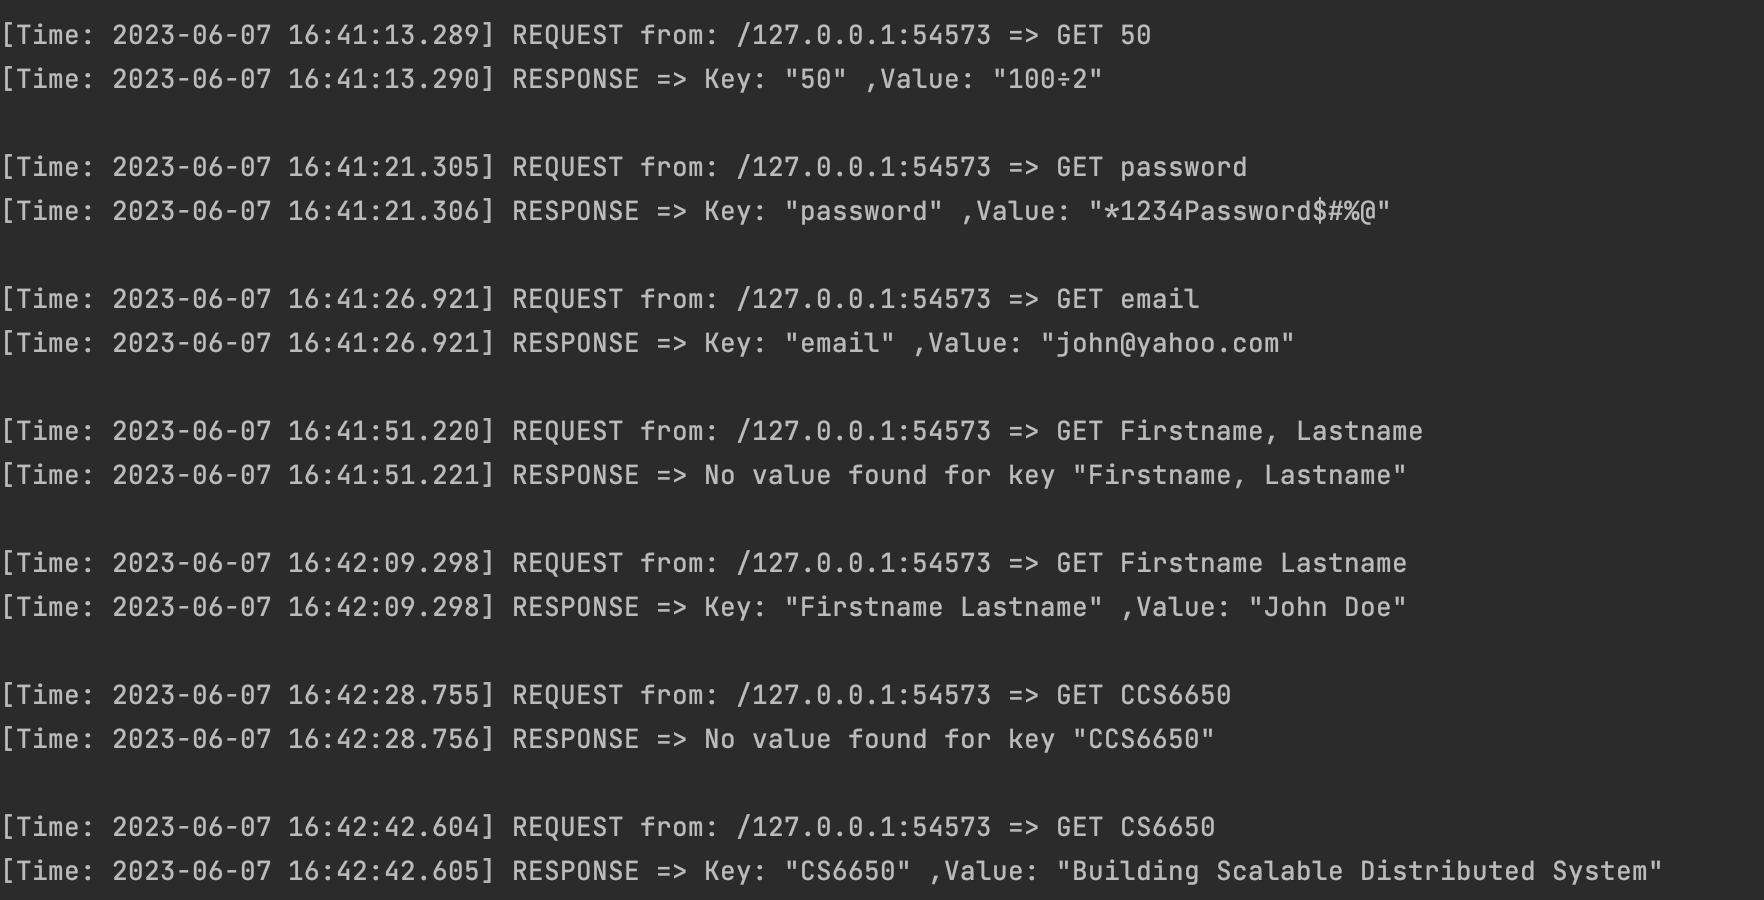 [Time: 2023-06-07 16:41:13.289] REQUEST from: /127.0.0.1:54573 => GET 50
[Time: 2023-06-07 16:41:13.290] RESPONSE => Key: "50" ,Value: "100÷2"
[Time: 2023-06-07 16:41:21.305] REQUEST from: /127.0.0.1:54573 => GET password
[Time: 2023-06-07 16:41:21.306] RESPONSE => Key: "password" ,Value: "*1234Password$#%@"
[Time: 2023-06-07 16:41:26.921] REQUEST from: /127.0.0.1:54573 => GET email
[Time: 2023-06-07 16:41:26.921] RESPONSE => Key: "email" ,Value: "john@yahoo.com"
[Time: 2023-06-07 16:41:51.220] REQUEST from: /127.0.0.1:54573 => GET Firstname, Lastname
[Time: 2023-06-07 16:41:51.221] RESPONSE => No value found for key "Firstname, Lastname"
[Time: 2023-06-07 16:42:09.298] REQUEST from: /127.0.0.1:54573 => GET Firstname Lastname
[Time: 2023-06-07 16:42:09.298] RESPONSE => Key: "Firstname Lastname" ,Value: "John Doe"
[Time: 2023-06-07 16:42:28.755] REQUEST from: /127.0.0.1:54573 => GET CCS6650
[Time: 2023-06-07 16:42:28.756] RESPONSE => No value found for key "CCS6650"
[Time: 2023-06-07 16:42:42.604] REQUEST from: /127.0.0.1:54573 => GET CS6650
[Time: 2023-06-07 16:42:42.605] RESPONSE => Key: "CS6650" ,Value: "Building Scalable Distributed System"